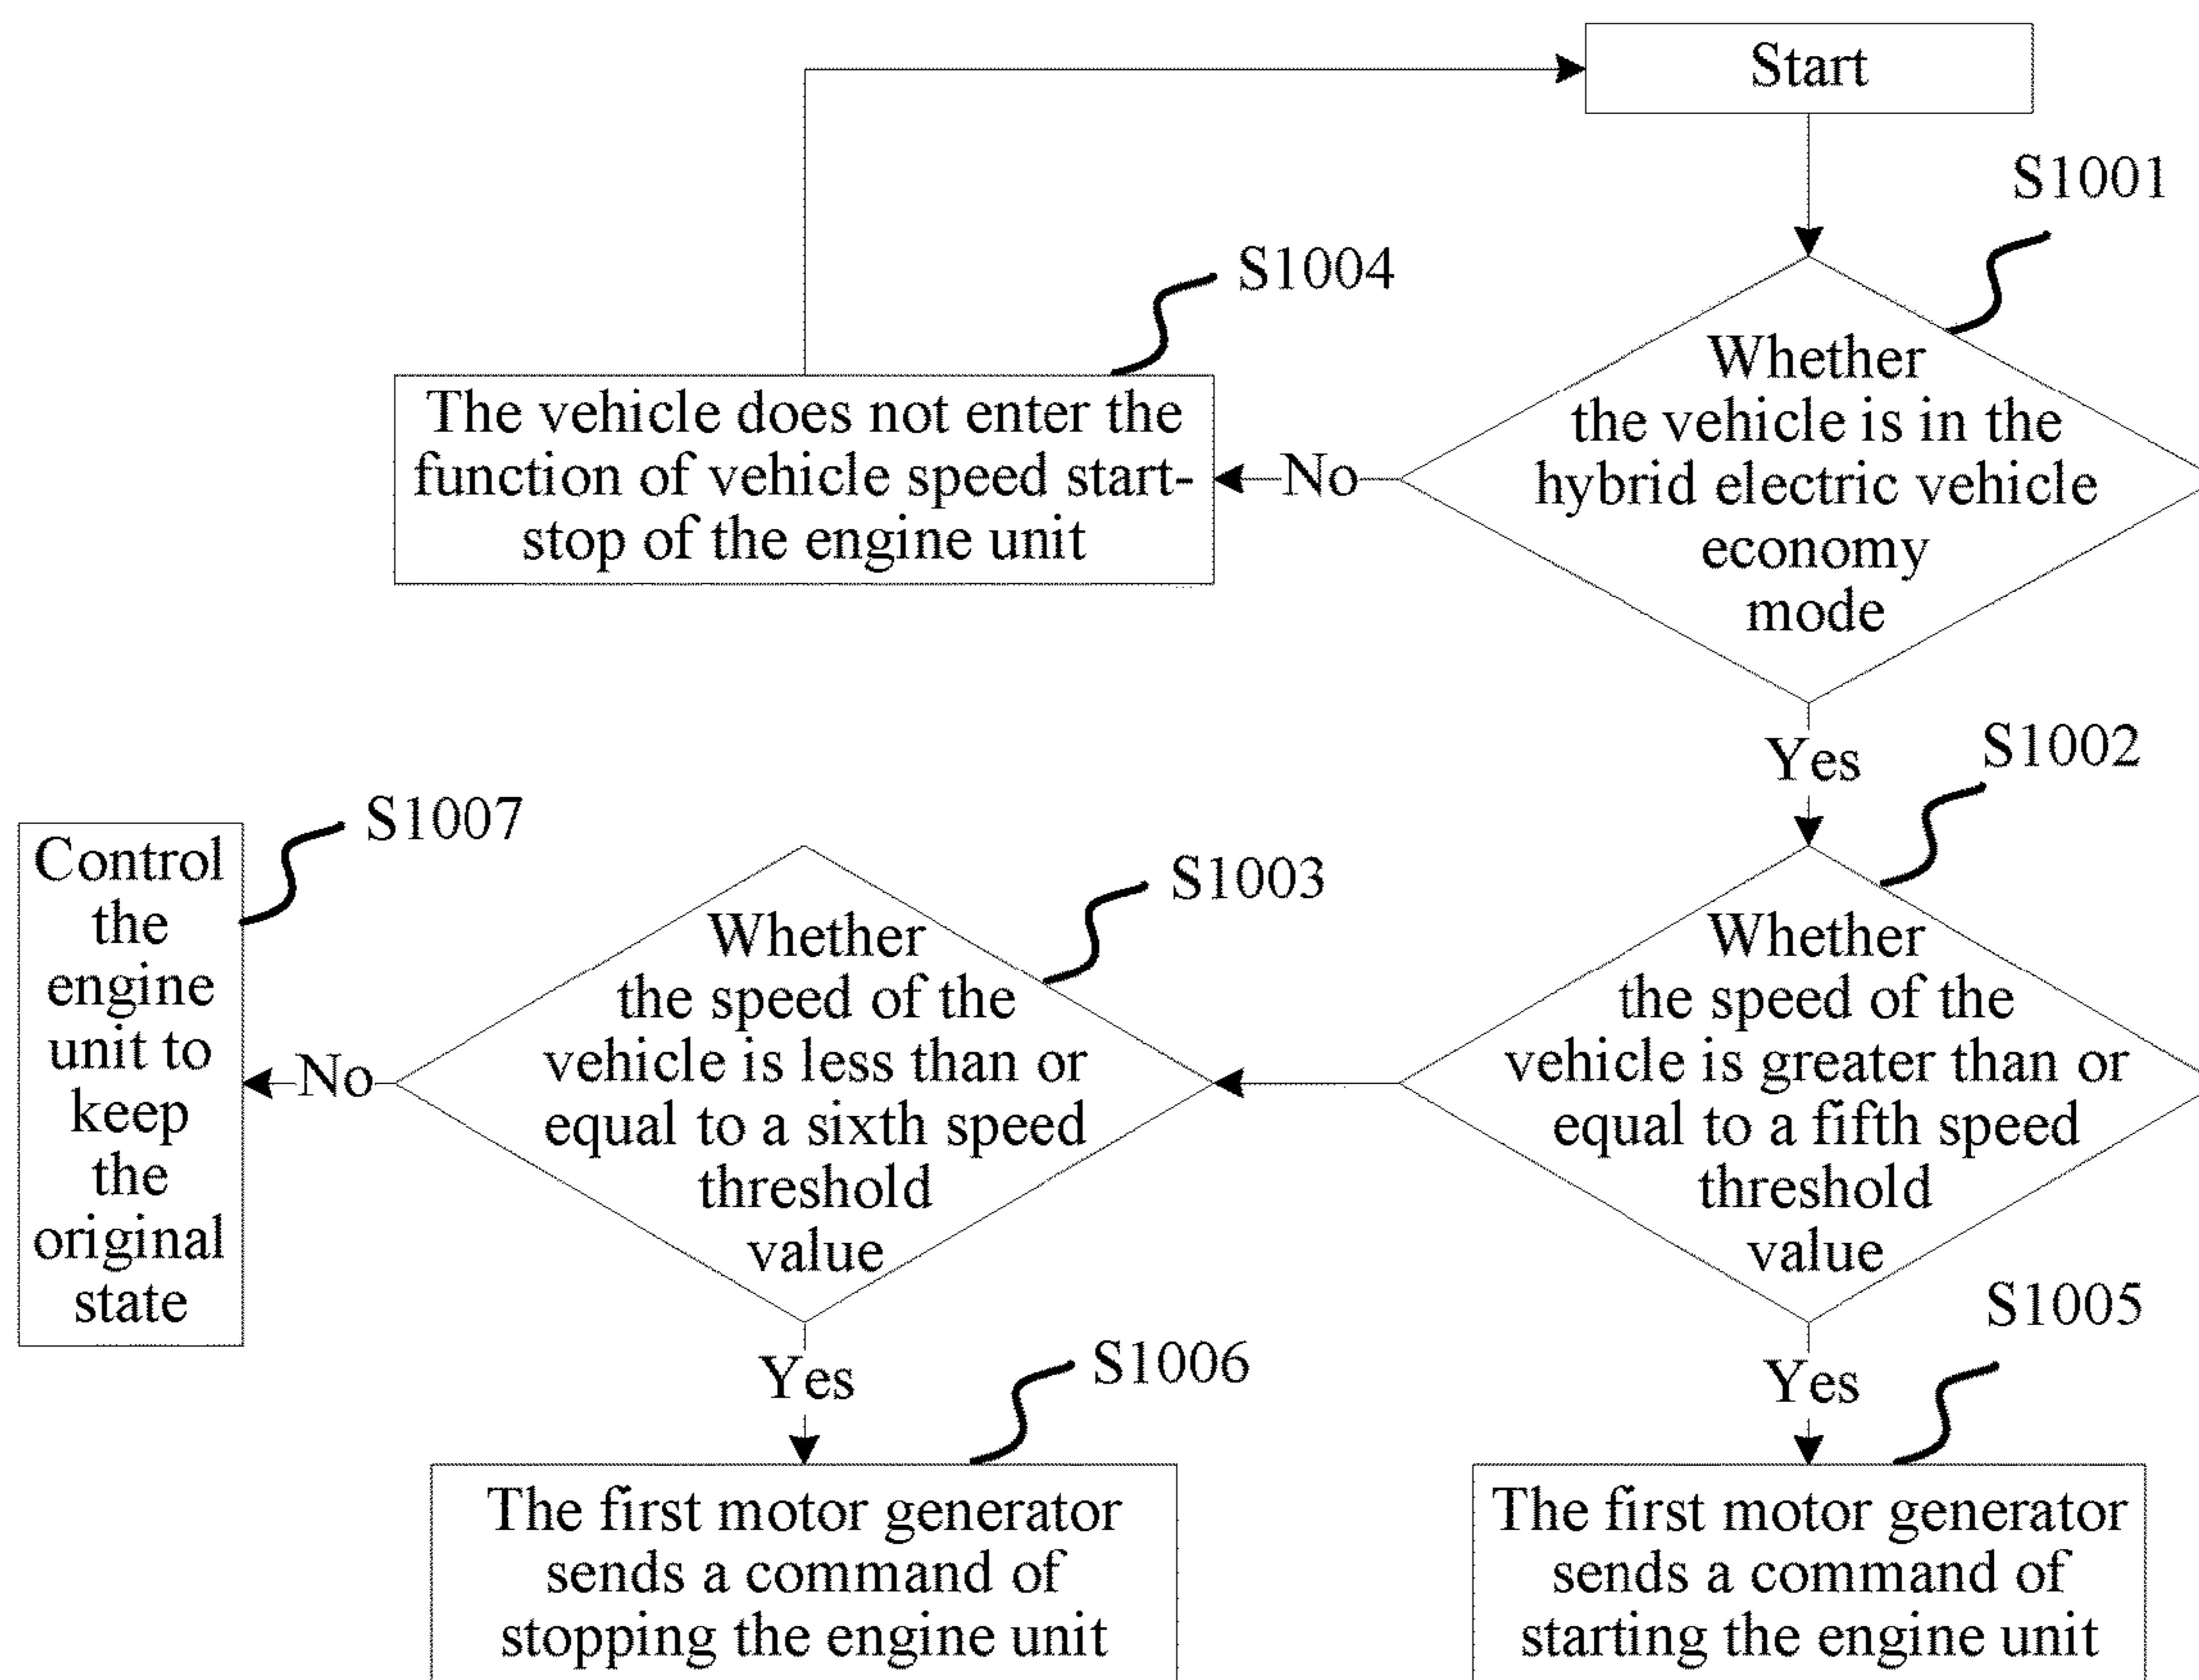 Start
S1001
Whether
the vehicle is in the
hybrid electric vehicle
economy
mode
No
S1004
The vehicle does not enter the
function of vehicle speed start-
stop of the engine unit
Yes
S1002
Whether
the speed of the
vehicle is greater than or
equal to a fifth speed
threshold
value
S1003
Whether
the speed of the
vehicle is less than or
equal to a sixth speed
threshold
value
No
S1007
Control
the
engine
unit to
keep
the
original
state
Yes
S1006
The first motor generator
sends a command of
stopping the engine unit
Yes
S1005
The first motor generator
sends a command of
starting the engine unit